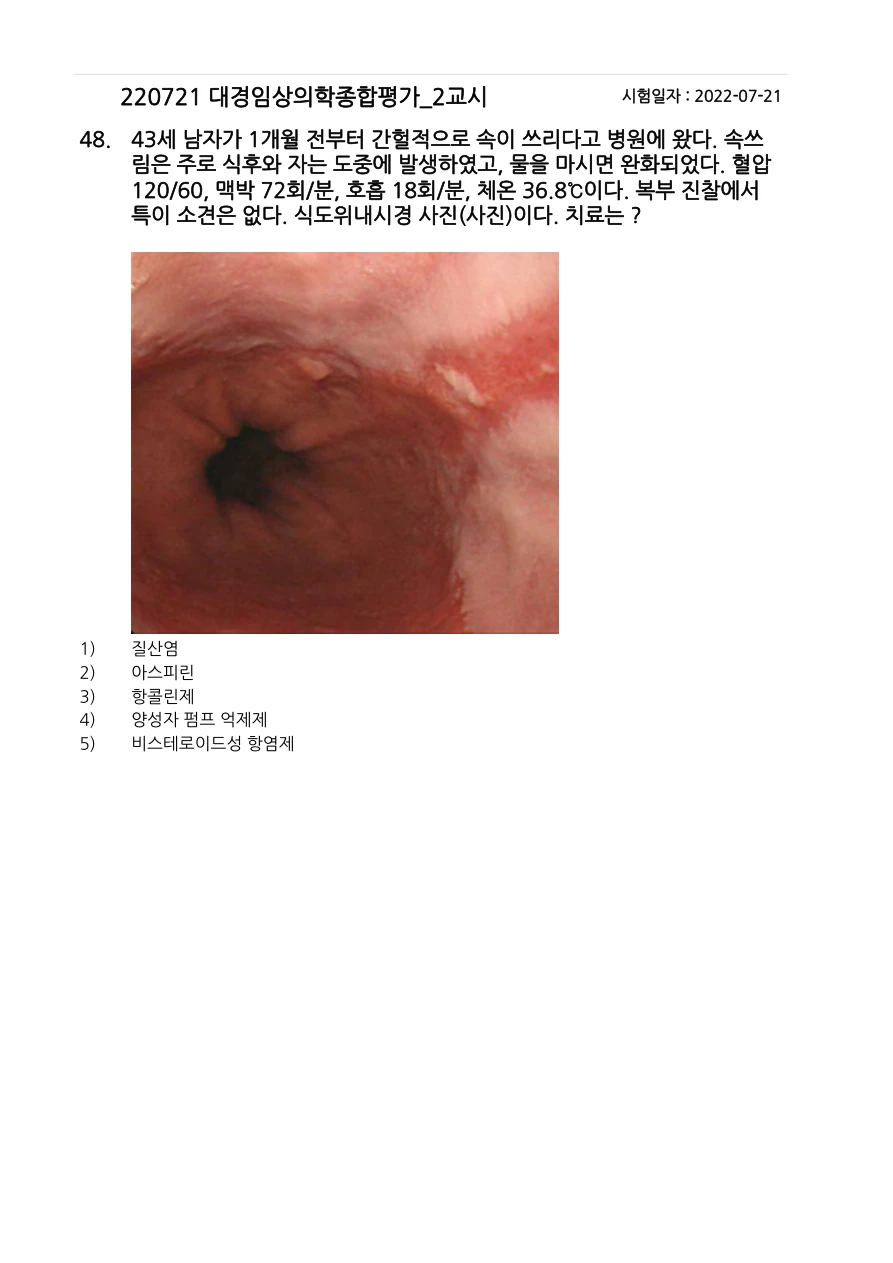 220721 대경임상의학종합평가_2교시
시험일자 : 2022-07-21
48. 43세 남자가 1개월 전부터 간헐적으로 속이 쓰리다고 병원에 왔다. 속쓰
림은 주로 식후와 자는 도중에 발생하였고, 물을 마시면 완화되었다. 혈압
120/60, 맥박 72회/분, 호흡 18회/분, 체온 36.8℃이다. 복부 진찰에서
특이 소견은 없다. 식도위내시경 사진(사진)이다. 치료는 ?
1) 질산염
2) 아스피린
3) 항콜린제
4) 양성자 펌프 억제제
5) 비스테로이드성 항염제